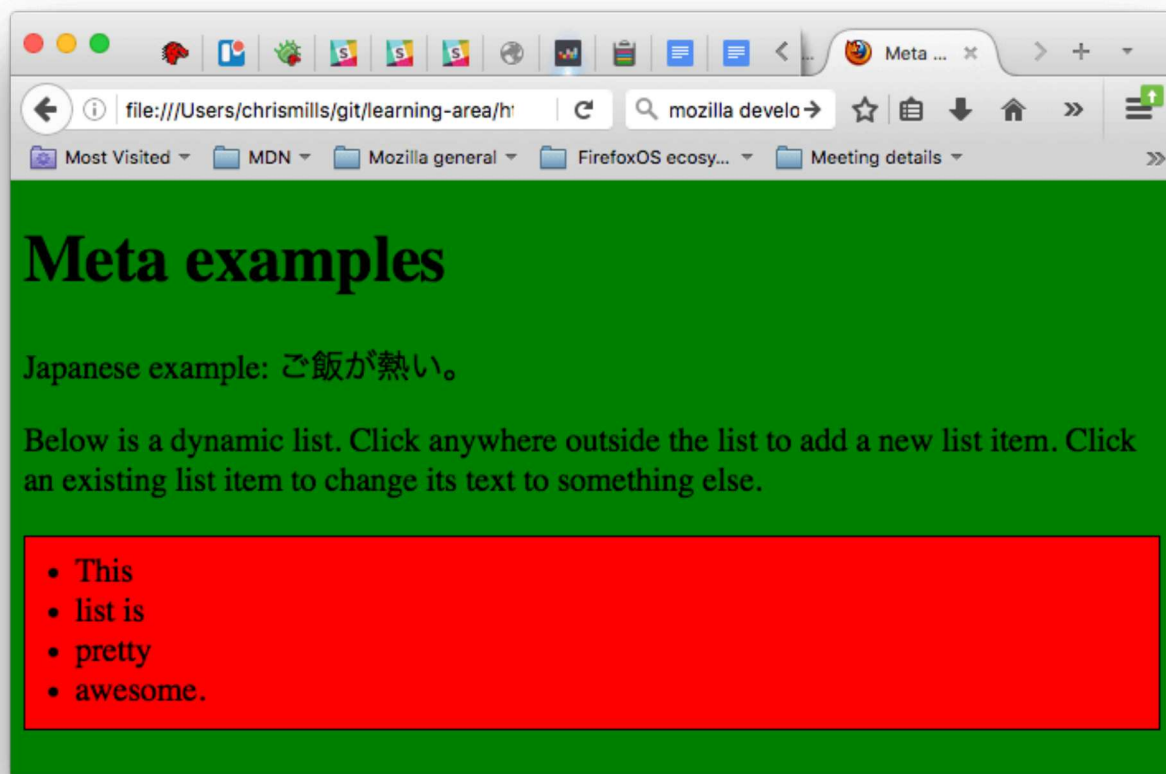 Meta ...
file:///Users/chrismills/git/learning-area/ht
mozilla develo
Most Visited MDN Mozilla general FirefoxOS ecosy... Meeting details
Meta examples
Japanese example: ご飯が熱い。
Below is a dynamic list. Click anywhere outside the list to add a new list item. Click
an existing list item to change its text to something else.
• This
• list is
• pretty
• awesome.